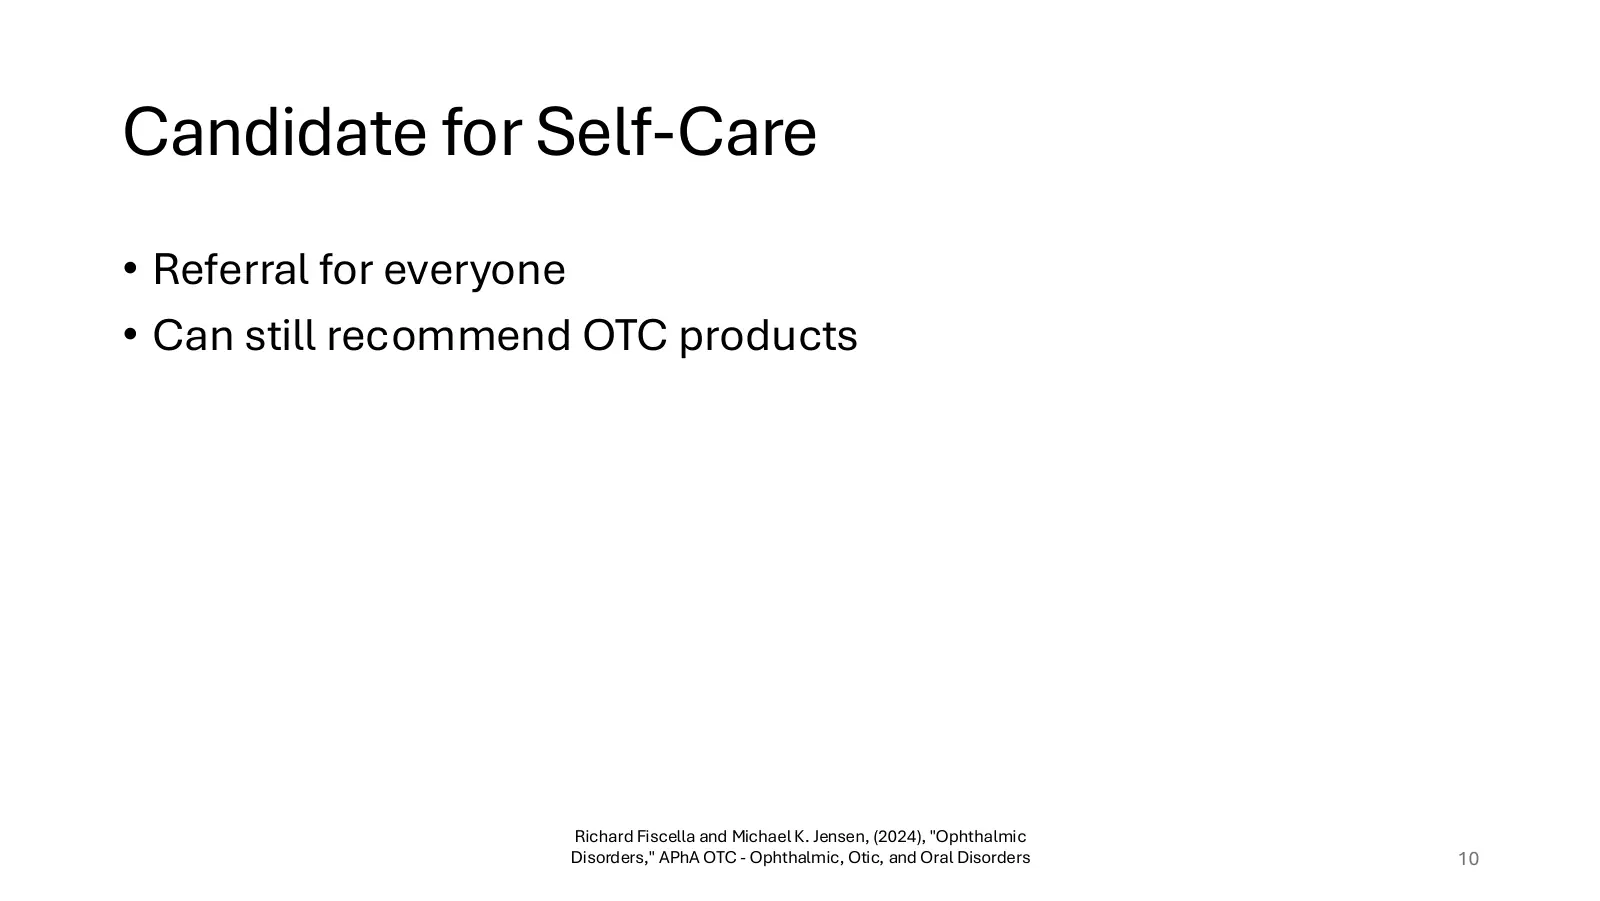 Candidate for Self-Care
• Referral for everyone
• Can still recommend OTC products
Richard Fiscella and Michael K. Jensen, (2024), "Ophthalmic
Disorders," APhA OTC - Ophthalmic, Otic, and Oral Disorders
10